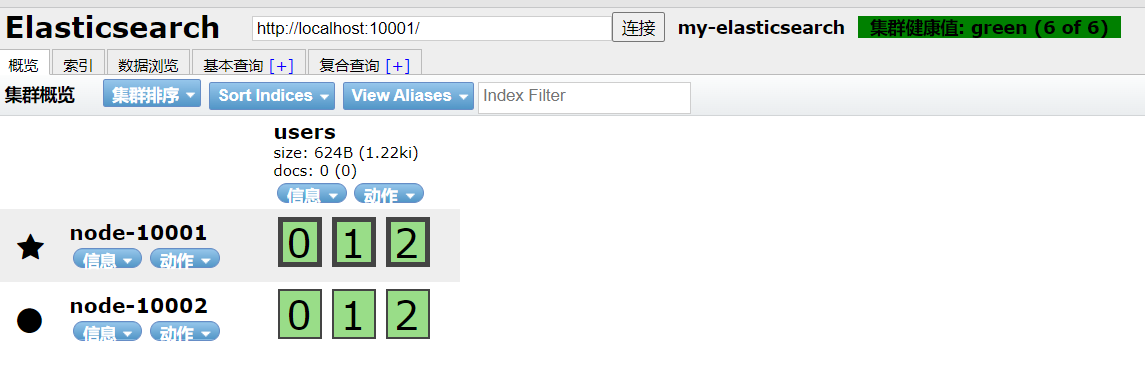 Elasticsearch http://localhost:10001/ 连接 my-elasticsearch 集群健康值: green (6 of 6)
概览 索引 数据浏览 基本查询 [+] 复合查询 [+]
集群概览 集群排序 Sort Indices View Aliases Index Filter
users
size: 624B (1.22ki)
docs: 0 (0)
信息 动作
node-10001 0 1 2
信息 动作
node-10002 0 1 2
信息 动作